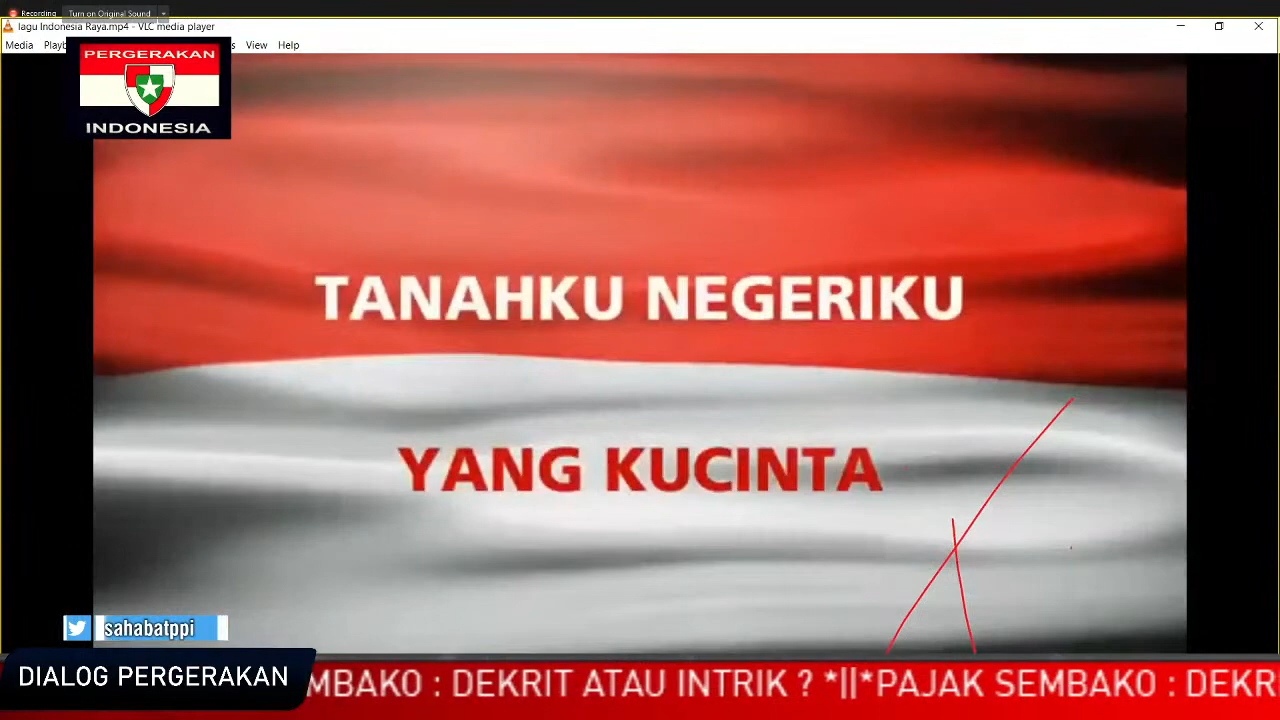 Recording Turn on Original Sound
lagu Indonesia Raya.mp4 - VLC media player
Media View Help
PERGERAKAN
INDONESIA
TANAHKU NEGERIKU
YANG KUCINTA
sahabatppi
DIALOG PERGERAKAN
MBAKO : DEKRIT ATAU INTRIK ? *||*PAJAK SEMBAKO : DEKR